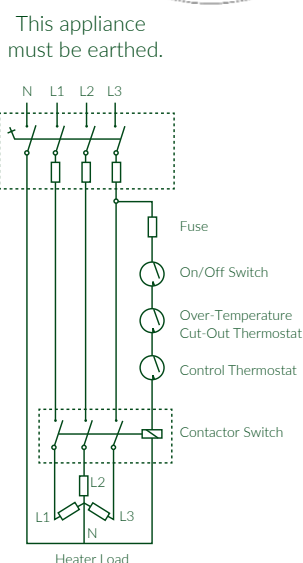 This appliance
must be earthed.
N L1 L2 L3
Fuse
On/Off Switch
Over-Temperature
Cut-Out Thermostat
Control Thermostat
Contactor Switch
L2
L1 L3
N
Heater Load